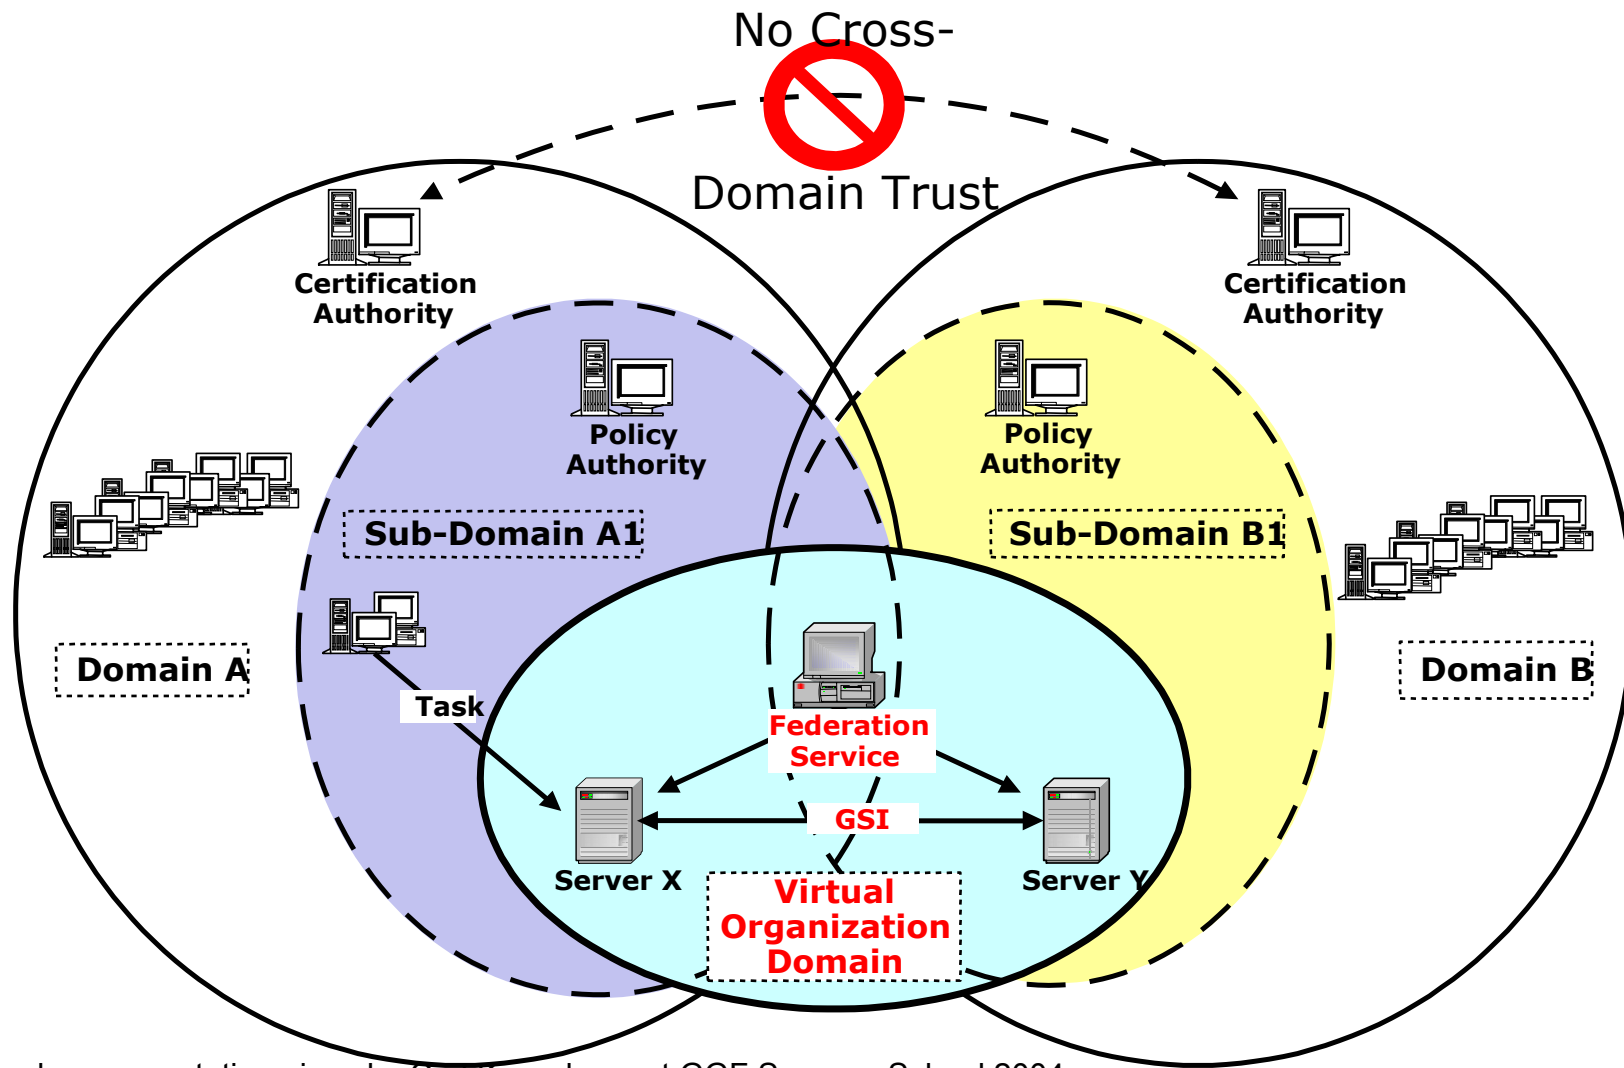 No Cross-
Domain Trust
Certification
Authority
Certification
Authority
Policy
Authority
Policy
Authority
Sub-Domain A1
Sub-Domain B1
Domain A
Domain B
Task
Federation
Service
GSI
Server X
Server Y
Virtual
Organization
Domain
2004